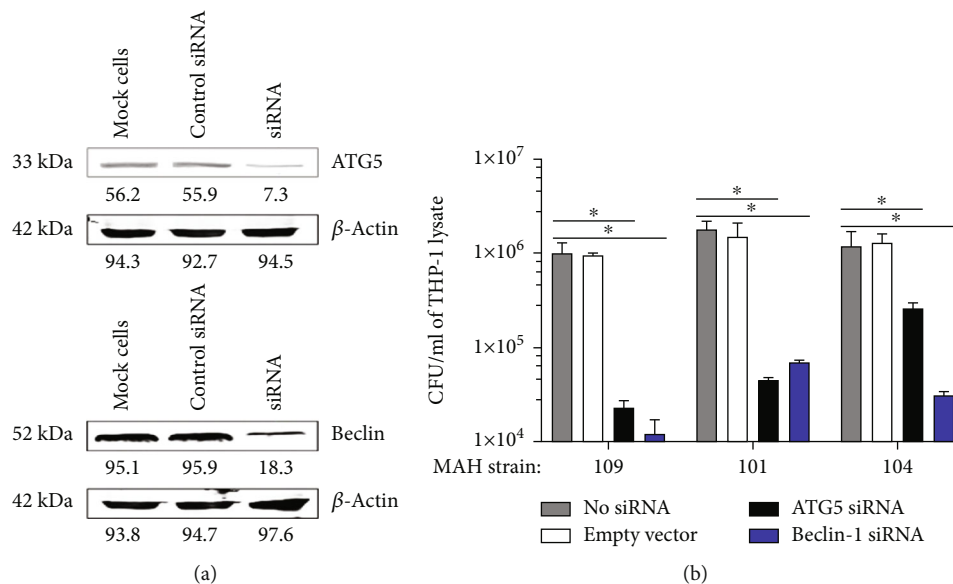 Mock cells
Control siRNA
siRNA
33 kDa
ATG5
56.2 55.9 7.3
42 kDa
β-Actin
94.3 92.7 94.5
Mock cells
Control siRNA
siRNA
52 kDa
Beclin
95.1 95.9 18.3
42 kDa
β-Actin
93.8 94.7 97.6
(a)
CFU/ml of THP-1 lysate
1×10⁷
1×10⁶
1×10⁵
1×10⁴
* *
* *
* *
MAH strain: 109 101 104
No siRNA
Empty vector
ATG5 siRNA
Beclin-1 siRNA
(b)